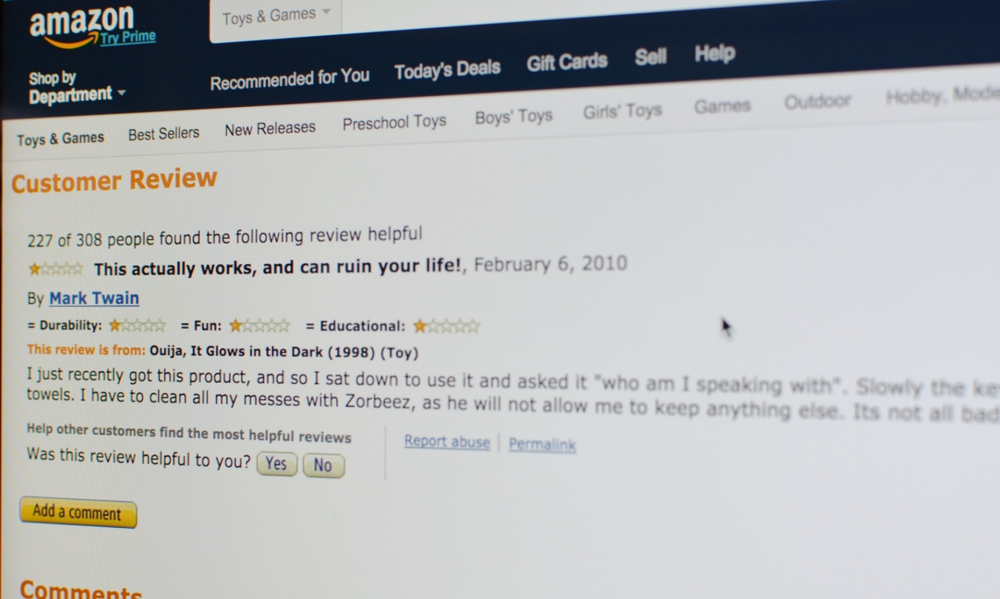 amazon
Try Prime
Toys & Games
Shop by
Department
Recommended for You Today's Deals Gift Cards Sell Help
Toys & Games Best Sellers New Releases Preschool Toys Boys' Toys Girls' Toys Games Outdoor Hobby,
Customer Review
227 of 308 people found the following review helpful
This actually works, and can ruin your life!, February 6, 2010
By Mark Twain
= Durability: = Fun: = Educational:
This review is from: Ouija, It Glows in the Dark (1998) (Toy)
I just recently got this product, and so I sat down to use it and asked it "who am I speaking with". Slowly the
towels. I have to clean all my messes with Zorbeez, as he will not allow me to keep anything else. Its not all bad
Help other customers find the most helpful reviews
Was this review helpful to you? Yes No
Report abuse | Permalink
Add a comment
Comments